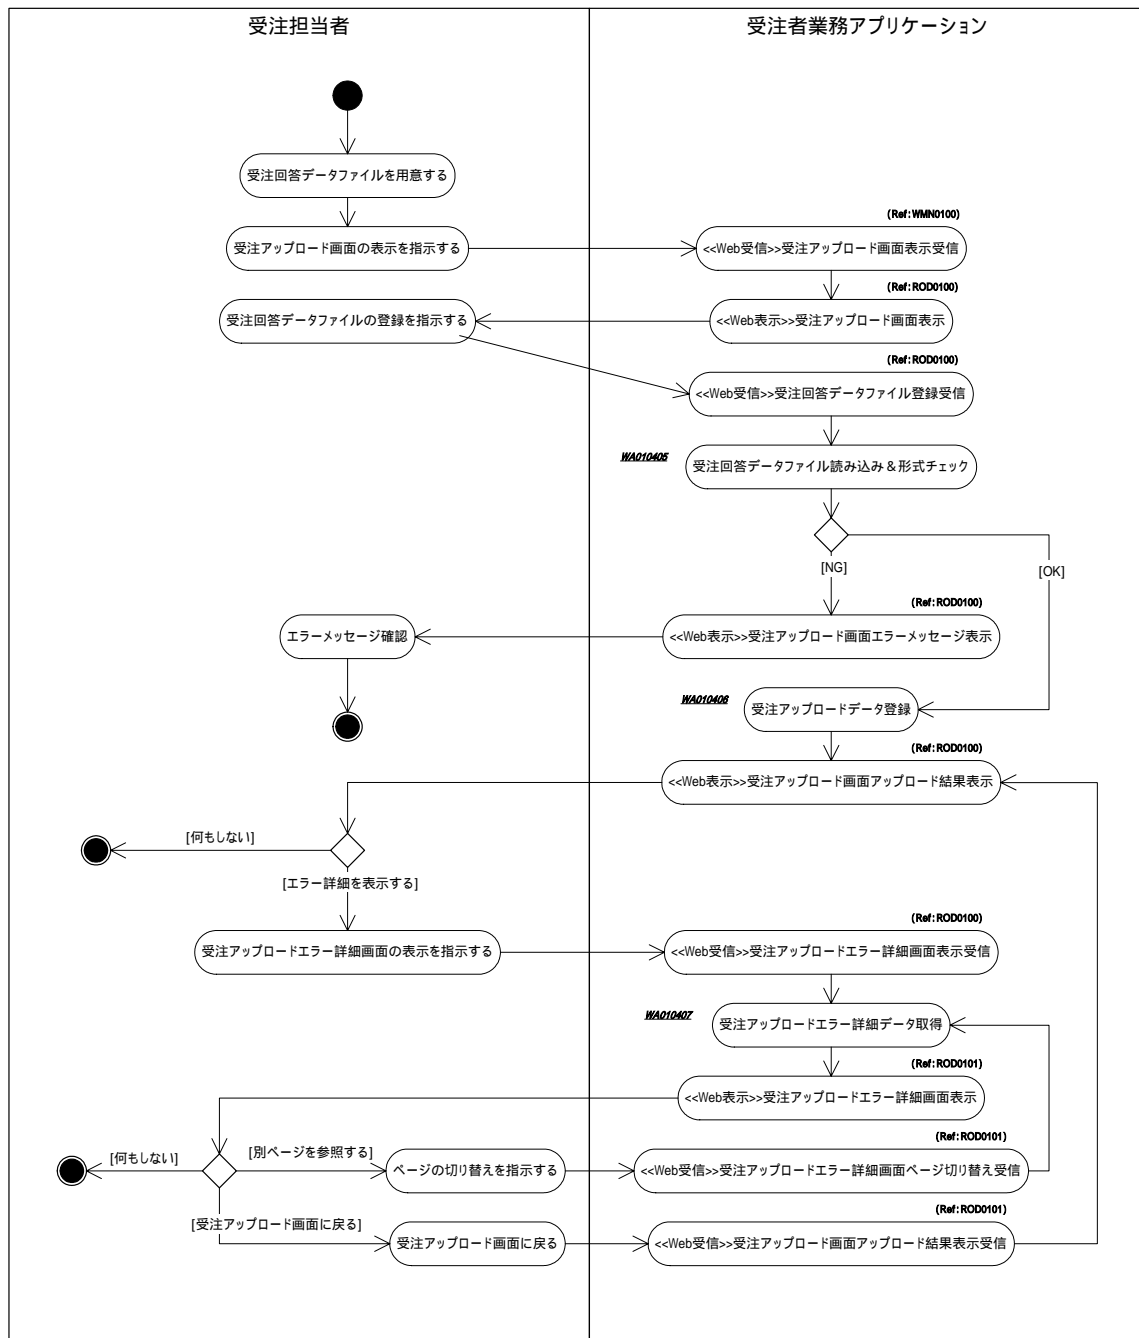 受注担当者
受注者業務アプリケーション
受注回答データファイルを用意する
(Ref:WMN0100)
受注アップロード画面の表示を指示する
<<Web受信>>受注アップロード画面表示受信
(Ref:ROD0100)
受注回答データファイルの登録を指示する
<<Web表示>>受注アップロード画面表示
(Ref:ROD0100)
<<Web受信>>受注回答データファイル登録受信
WA010405
受注回答データファイル読み込み＆形式チェック
[NG]
[OK]
(Ref:ROD0100)
エラーメッセージ確認
<<Web表示>>受注アップロード画面エラーメッセージ表示
WA010406
受注アップロードデータ登録
(Ref:ROD0100)
<<Web表示>>受注アップロード画面アップロード結果表示
[何もしない]
[エラー詳細を表示する]
(Ref:ROD0100)
受注アップロードエラー詳細画面の表示を指示する
<<Web受信>>受注アップロードエラー詳細画面表示受信
WA010407
受注アップロードエラー詳細データ取得
(Ref:ROD0101)
<<Web表示>>受注アップロードエラー詳細画面表示
(Ref:ROD0101)
[何もしない]
[別ページを参照する]
ページの切り替えを指示する
<<Web受信>>受注アップロードエラー詳細画面ページ切り替え受信
(Ref:ROD0101)
[受注アップロード画面に戻る]
受注アップロード画面に戻る
<<Web受信>>受注アップロード画面アップロード結果表示受信